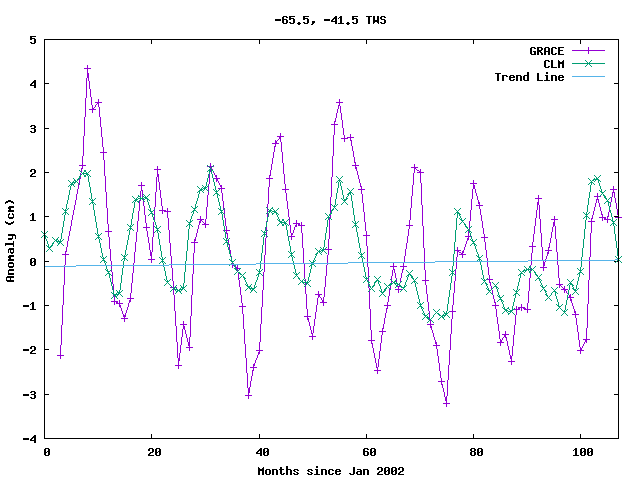 -65.5, -41.5 TWS
GRACE
CLM
Trend Line
5
4
3
2
1
0
-1
-2
-3
-4
Anomaly (cm)
0 20 40 60 80 100
Months since Jan 2002